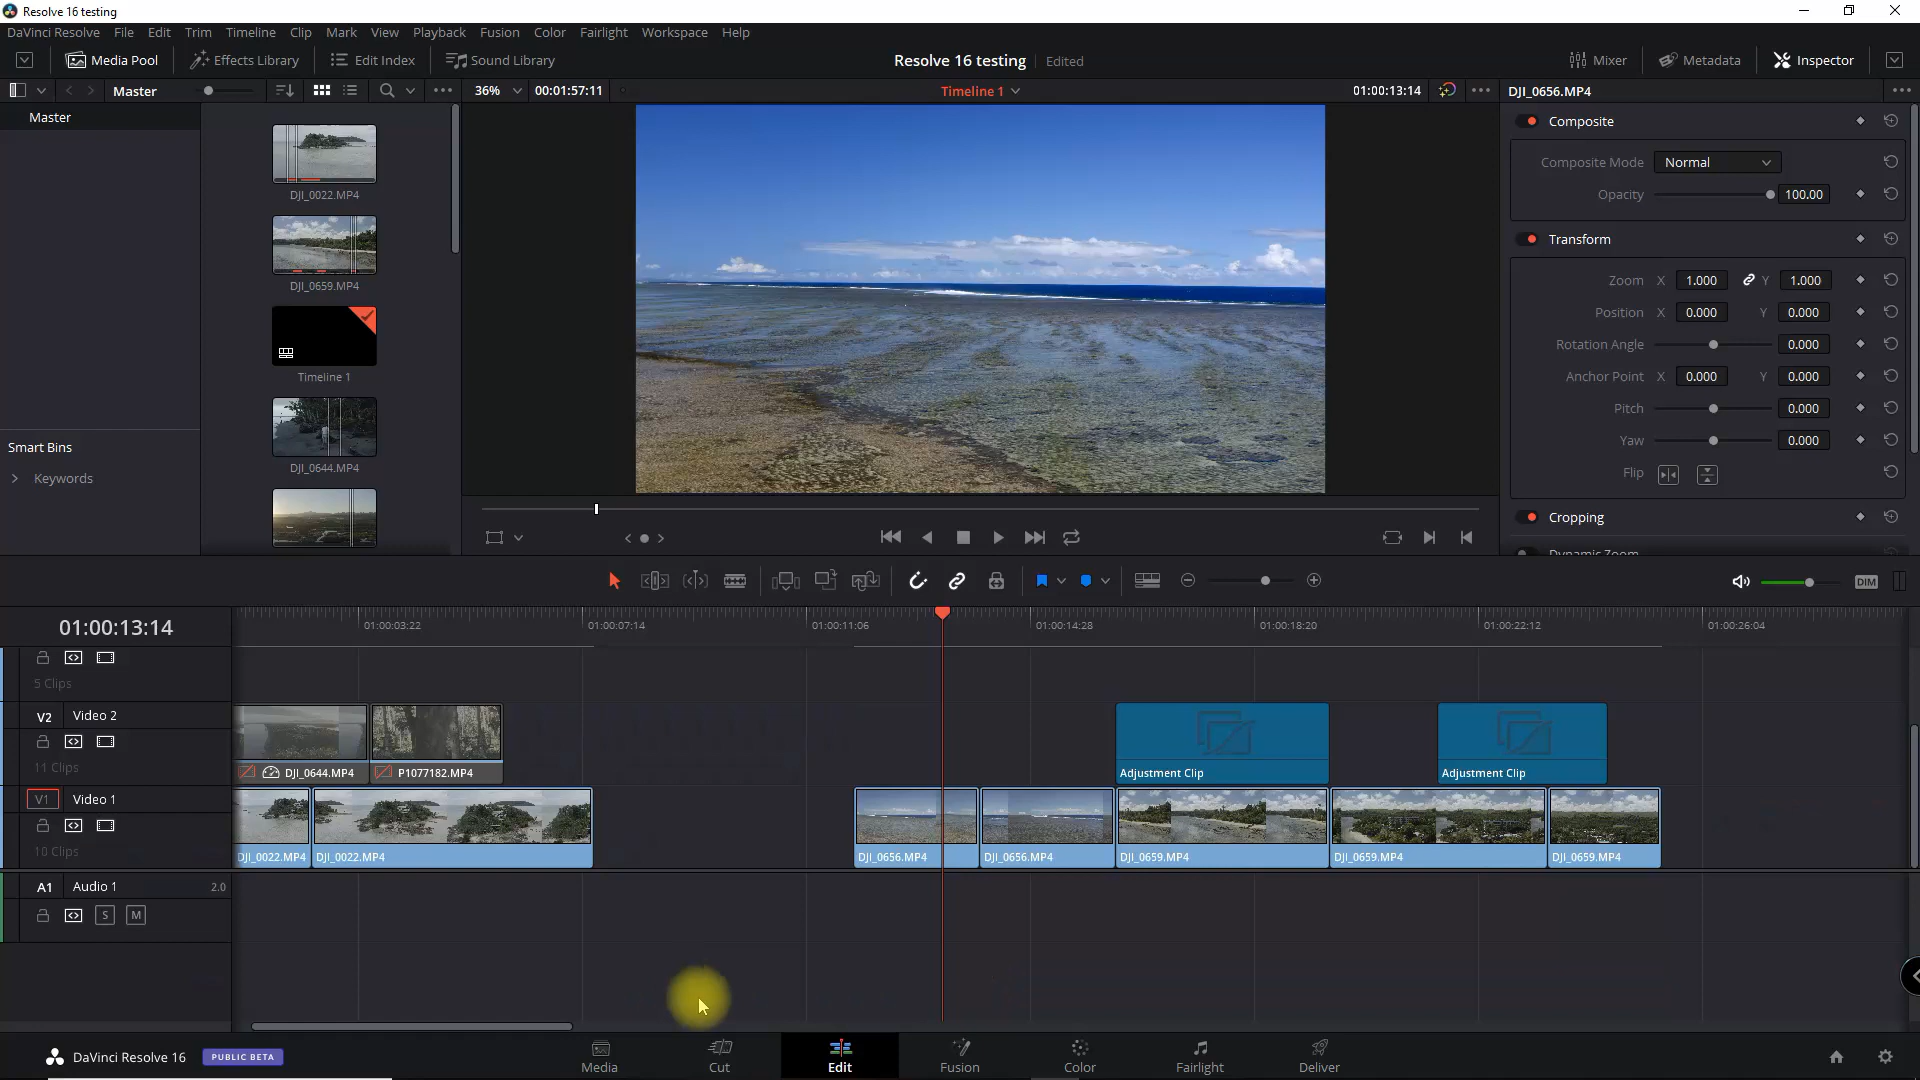 Resolve 16 testing
DaVinci Resolve File Edit Trim Timeline Clip Mark View Playback Fusion Color Fairlight Workspace Help
Media Pool Effects Library Edit Index Sound Library Resolve 16 testing Edited Mixer Metadata Inspector
Master 36% 00:01:57:11 Timeline 1 01:00:13:14 DJI_0656.MP4
Master
DJI_0022.MP4
DJI_0659.MP4
Timeline 1
DJI_0644.MP4
Smart Bins
Keywords
Composite
Composite Mode Normal
Opacity 100.00
Transform
Zoom X 1.000 Y 1.000
Position X 0.000 Y 0.000
Rotation Angle 0.000
Anchor Point X 0.000 Y 0.000
Pitch 0.000
Yaw 0.000
Flip
Cropping
Dynamic Zoom
DIM
01:00:13:14 01:00:03:22 01:00:07:14 01:00:11:06 01:00:14:28 01:00:18:20 01:00:22:12 01:00:26:04
5 Clips
V2 Video 2
11 Clips DJI_0644.MP4 P1077182.MP4 Adjustment Clip Adjustment Clip
V1 Video 1
10 Clips DJI_0022.MP4 DJI_0022.MP4 DJI_0656.MP4 DJI_0656.MP4 DJI_0659.MP4 DJI_0659.MP4 DJI_0659.MP4
A1 Audio 1 2.0
S M
DaVinci Resolve 16 PUBLIC BETA
Media Cut Edit Fusion Color Fairlight Deliver